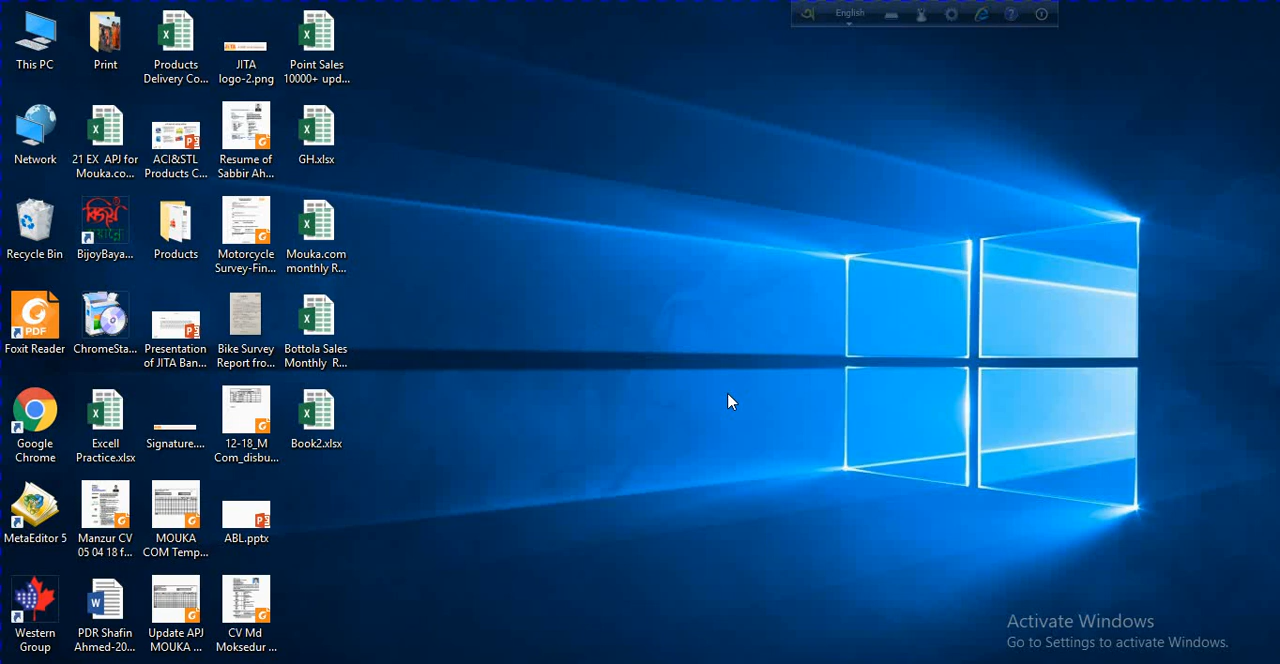 English
This PC
Print
Products
Delivery Co...
JITA
logo-2.png
Point Sales
10000+ upd...
Network
21 EX APJ for
Mouka.co...
ACI&STL
Products C...
Resume of
Sabbir Ah...
GH.xlsx
Recycle Bin
বিজয়
BijoyBaya...
Products
Motorcycle
Survey-Fin...
Mouka.com
monthly R...
PDF
Foxit Reader
ChromeSta...
Presentation
of JITA Ban...
Bike Survey
Report fro...
Bottola Sales
Monthly R...
Google
Chrome
Excell
Practice.xlsx
Signature....
12-18_M
Com_disbu...
Book2.xlsx
MetaEditor 5
Manzur CV
05 04 18 f...
MOUKA
COM Temp...
ABL.pptx
Western
Group
PDR Shafin
Ahmed-20...
Update APJ
MOUKA ...
CV Md
Moksedur ...
Activate Windows
Go to Settings to activate Windows.